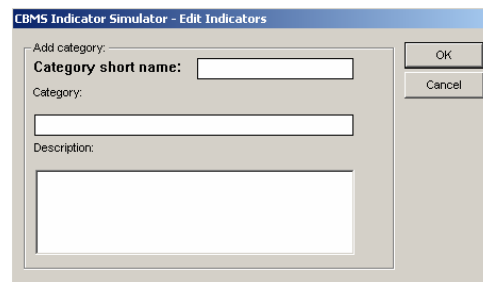 CBMS Indicator Simulator - Edit Indicators
Add category:
OK
Category short name:
Cancel
Category:
Description: